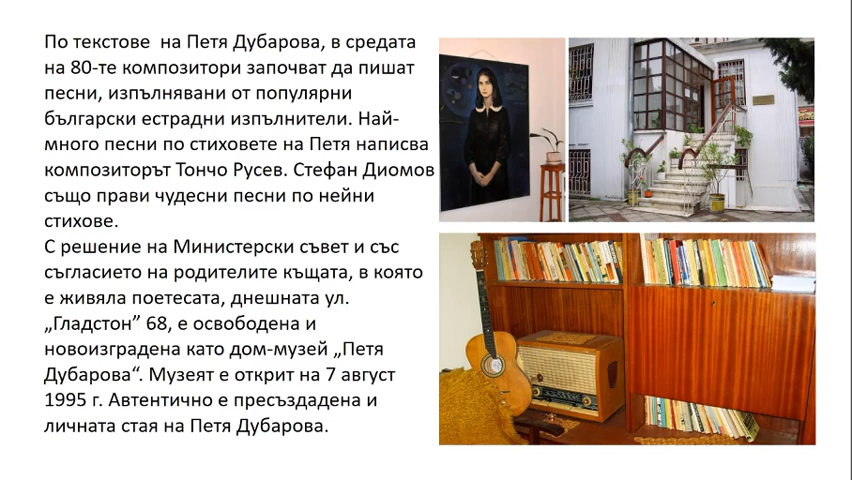 По текстове  на Петя Дубарова, в средата
на 80-те композитори започват да пишат
песни, изпълнявани от популярни
български естрадни изпълнители. Най-
много песни по стиховете на Петя написва
композиторът Тончо Русев. Стефан Диомов
също прави чудесни песни по нейни
стихове.
С решение на Министерски съвет и със
съгласието на родителите къщата, в която
е живяла поетесата, днешната ул.
„Гладстон” 68, е освободена и
новоизградена като дом-музей „Петя
Дубарова“. Музеят е открит на 7 август
1995 г. Автентично е пресъздадена и
личната стая на Петя Дубарова.